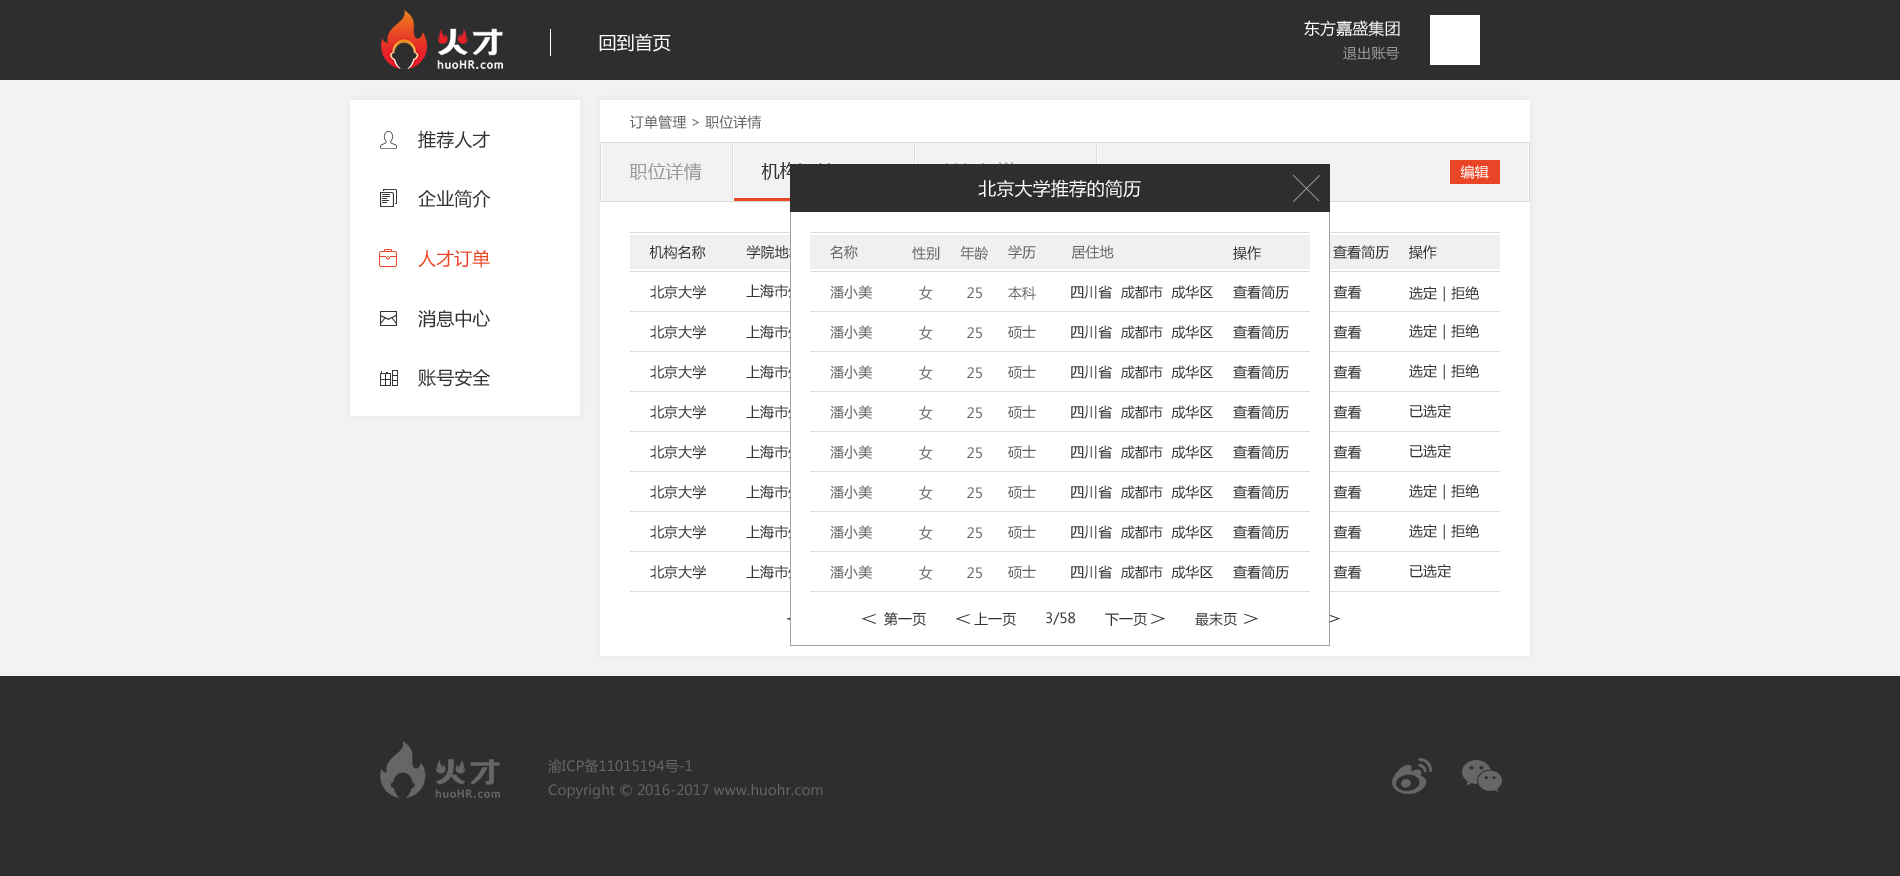 火才
huoHR.com
回到首页
东方嘉盛集团
退出账号
推荐人才
企业简介
人才订单
消息中心
账号安全
订单管理 > 职位详情
职位详情
编辑
北京大学推荐的简历
机构名称 学院地 名称 性别 年龄 学历 居住地 操作 查看简历 操作
北京大学 上海市 潘小美 女 25 本科 四川省 成都市 成华区 查看简历 查看 选定 | 拒绝
北京大学 上海市 潘小美 女 25 硕士 四川省 成都市 成华区 查看简历 查看 选定 | 拒绝
北京大学 上海市 潘小美 女 25 硕士 四川省 成都市 成华区 查看简历 查看 选定 | 拒绝
北京大学 上海市 潘小美 女 25 硕士 四川省 成都市 成华区 查看简历 查看 已选定
北京大学 上海市 潘小美 女 25 硕士 四川省 成都市 成华区 查看简历 查看 已选定
北京大学 上海市 潘小美 女 25 硕士 四川省 成都市 成华区 查看简历 查看 选定 | 拒绝
北京大学 上海市 潘小美 女 25 硕士 四川省 成都市 成华区 查看简历 查看 选定 | 拒绝
北京大学 上海市 潘小美 女 25 硕士 四川省 成都市 成华区 查看简历 查看 已选定
< 第一页 < 上一页 3/58 下一页 > 最末页 >
火才
huoHR.com
渝ICP备11015194号-1
Copyright © 2016-2017 www.huohr.com